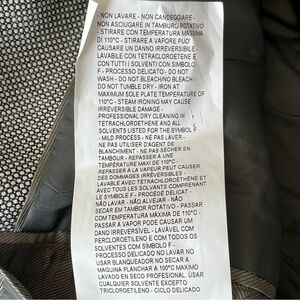 - NON LAVARE - NON CANDEGGIARE -
NON ASCIUGARE IN TAMBURO ROTATIVO
- STIRARE CON TEMPERATURA MASSIMA
DI 110°C - STIRARE A VAPORE PUÒ
CAUSARE UN DANNO IRREVERSIBILE -
LAVABILE CON TETRACLOROETENE E
CON TUTTI I SOLVENTI CON SIMBOLO
F - PROCESSO DELICATO - DO NOT
WASH - DO NOT BLEACHING BLEACH -
DO NOT TUMBLE DRY - IRON AT
MAXIMUM SOLE PLATE TEMPERATURE OF
110°C - STEAM IRONING MAY CAUSE
IRREVERSIBLE DAMAGE -
PROFESSIONAL DRY CLEANING IN
TETRACHLOROETHENE AND ALL
SOLVENTS LISTED FOR THE SYMBOL F
- MILD PROCESS - NE PAS LAVER -
NE PAS UTILISER D'AGENT DE
BLANCHIMENT - NE PAS SÉCHER EN
TAMBOUR - REPASSER À UNE
TEMPÉRATURE MAXI DE 110°C -
REPASSER A LA VAPEUR PEUT CAUSER
DES DOMMAGES IRREVERSIBLES -
LAVABLE AVEC TÉTRACHLOROÉTHÈNE ET
AVEC TOUS LES SOLVANTS COMPRENANT
LE SYMBOLE F - PROCÉDÉ DÉLICAT -
NÃO LAVAR - NÃO ALVEJAR - NÃO
SECAR EM TAMBOR ROTATIVO - PASSAR
COM TEMPERATURA MÁXIMA DE 110°C -
PASSAR A VAPOR PODE CAUSAR UM
DANO IRREVERSÍVEL - LAVÁVEL COM
PERCLOROETILENO E COM TODOS OS
SOLVENTES COM SIMBOLO F -
PROCESSO DELICADO NO LAVAR NO
USAR BLANQUEADOR NO SECAR A
MAQUINA PLANCHAR A 100°C MAXIMO
LAVADO EN SECO PROFESIONAL, USAR
CUALQUIER SOLVENTE EXCEPTO
TRICLOROETILENO - CICLO DELICADO